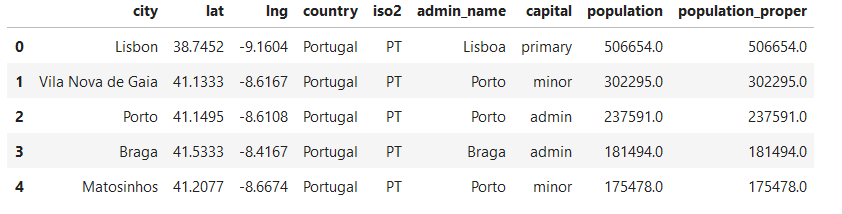 city lat lng country iso2 admin_name capital population population_proper
0 Lisbon 38.7452 -9.1604 Portugal PT Lisboa primary 506654.0 506654.0
1 Vila Nova de Gaia 41.1333 -8.6167 Portugal PT Porto minor 302295.0 302295.0
2 Porto 41.1495 -8.6108 Portugal PT Porto admin 237591.0 237591.0
3 Braga 41.5333 -8.4167 Portugal PT Braga admin 181494.0 181494.0
4 Matosinhos 41.2077 -8.6674 Portugal PT Porto minor 175478.0 175478.0